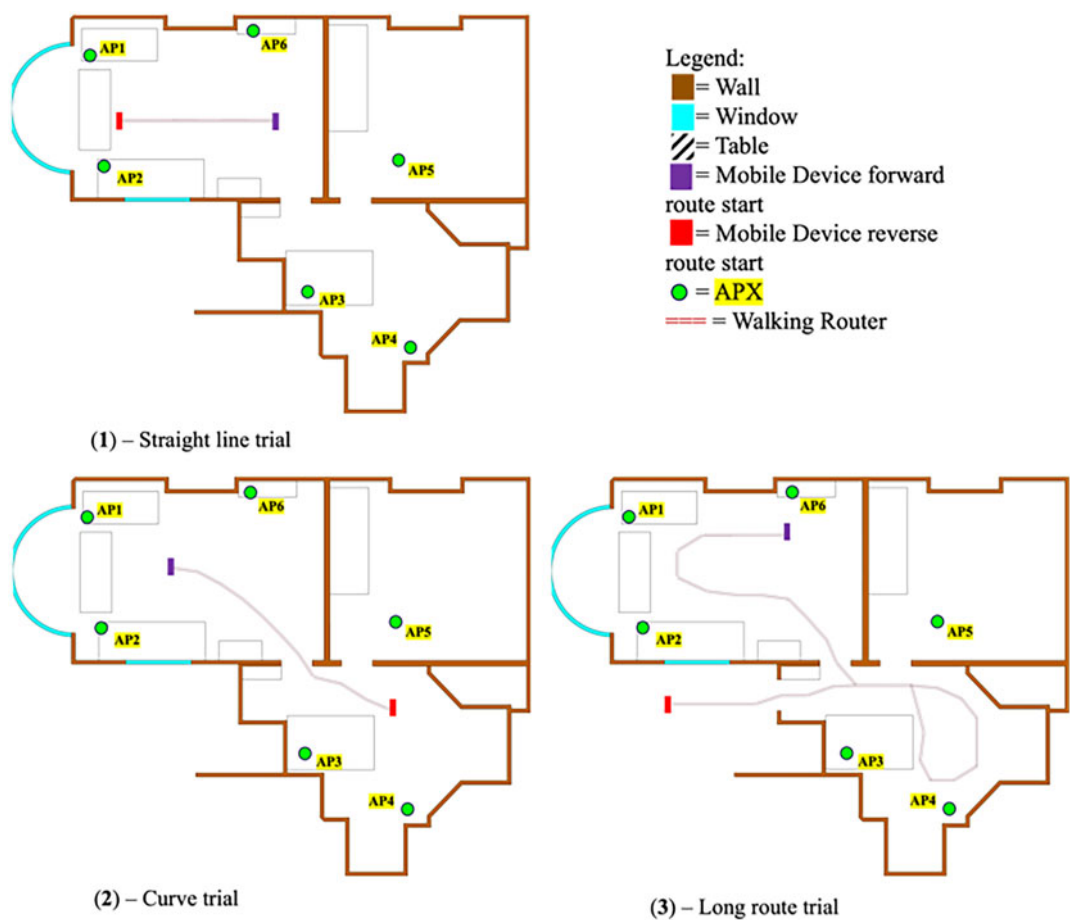 AP1
AP6
AP2
AP5
AP3
AP4
(1) – Straight line trial
Legend:
= Wall
= Window
= Table
= Mobile Device forward
route start
= Mobile Device reverse
route start
= APX
= Walking Router
AP1
AP6
AP2
AP5
AP3
AP4
(2) – Curve trial
AP1
AP6
AP2
AP5
AP3
AP4
(3) – Long route trial